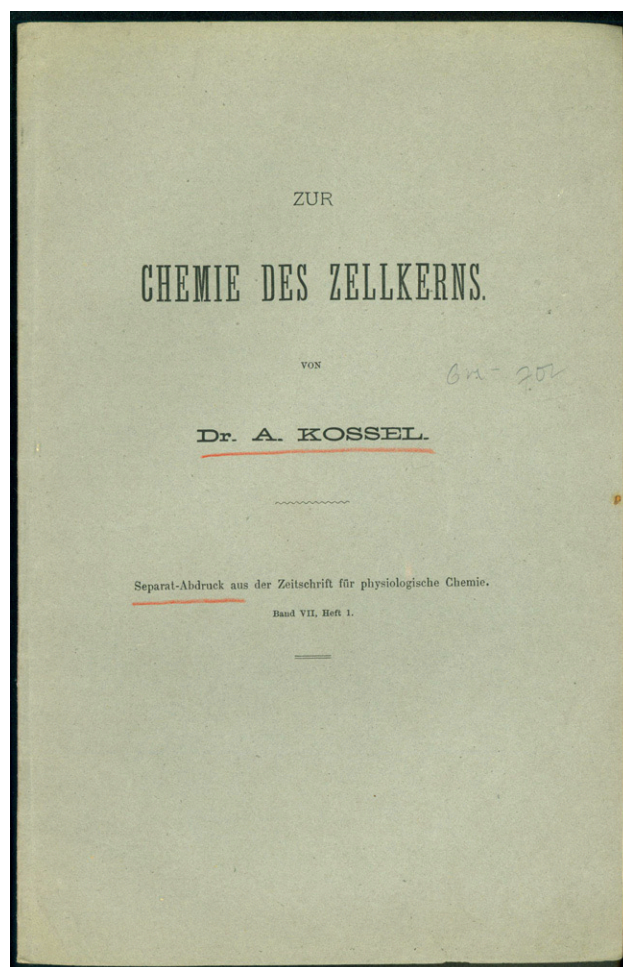 ZUR
CHEMIE DES ZELLKERNS.
VON
Dr. A. KOSSEL.
Separat-Abdruck aus der Zeitschrift für physiologische Chemie.
Band VII, Heft 1.